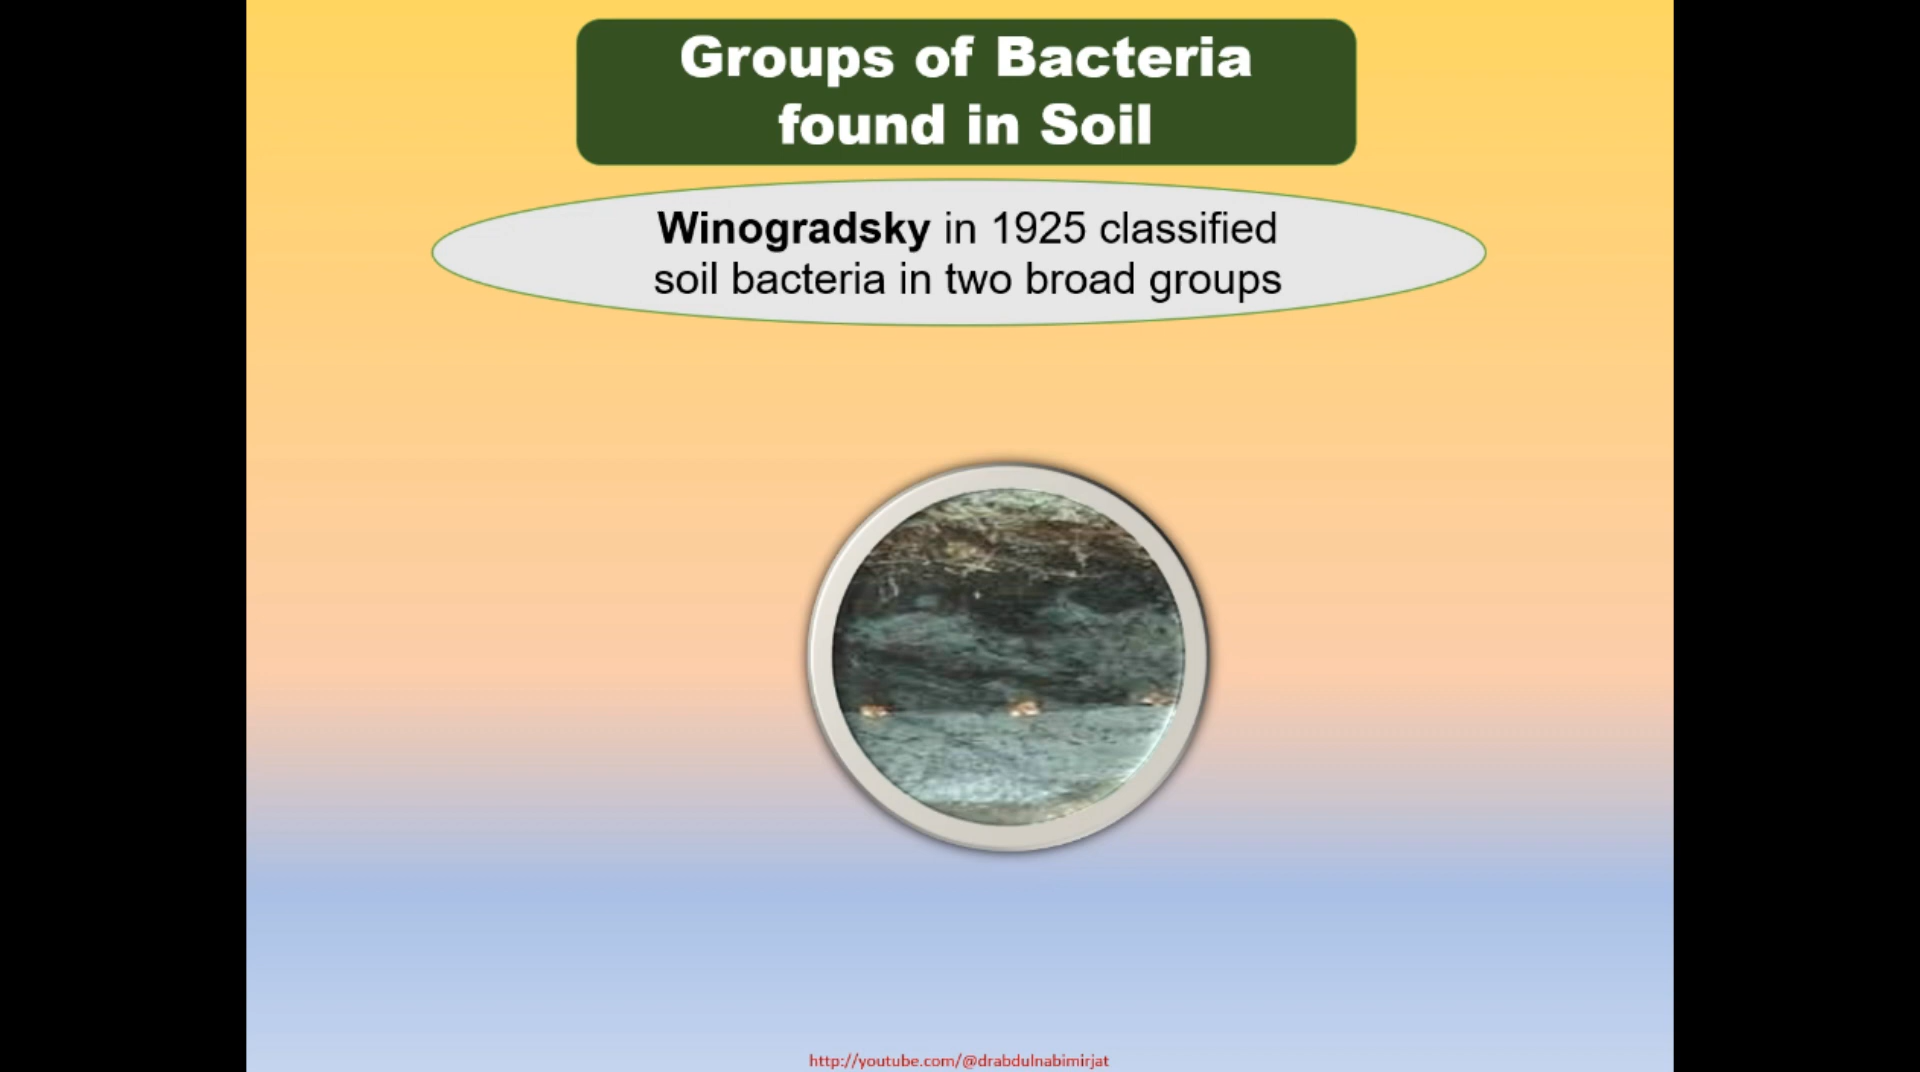 Groups of Bacteria
found in Soil
Winogradsky in 1925 classified
soil bacteria in two broad groups
http://youtube.com/@drabdulnabimirjat